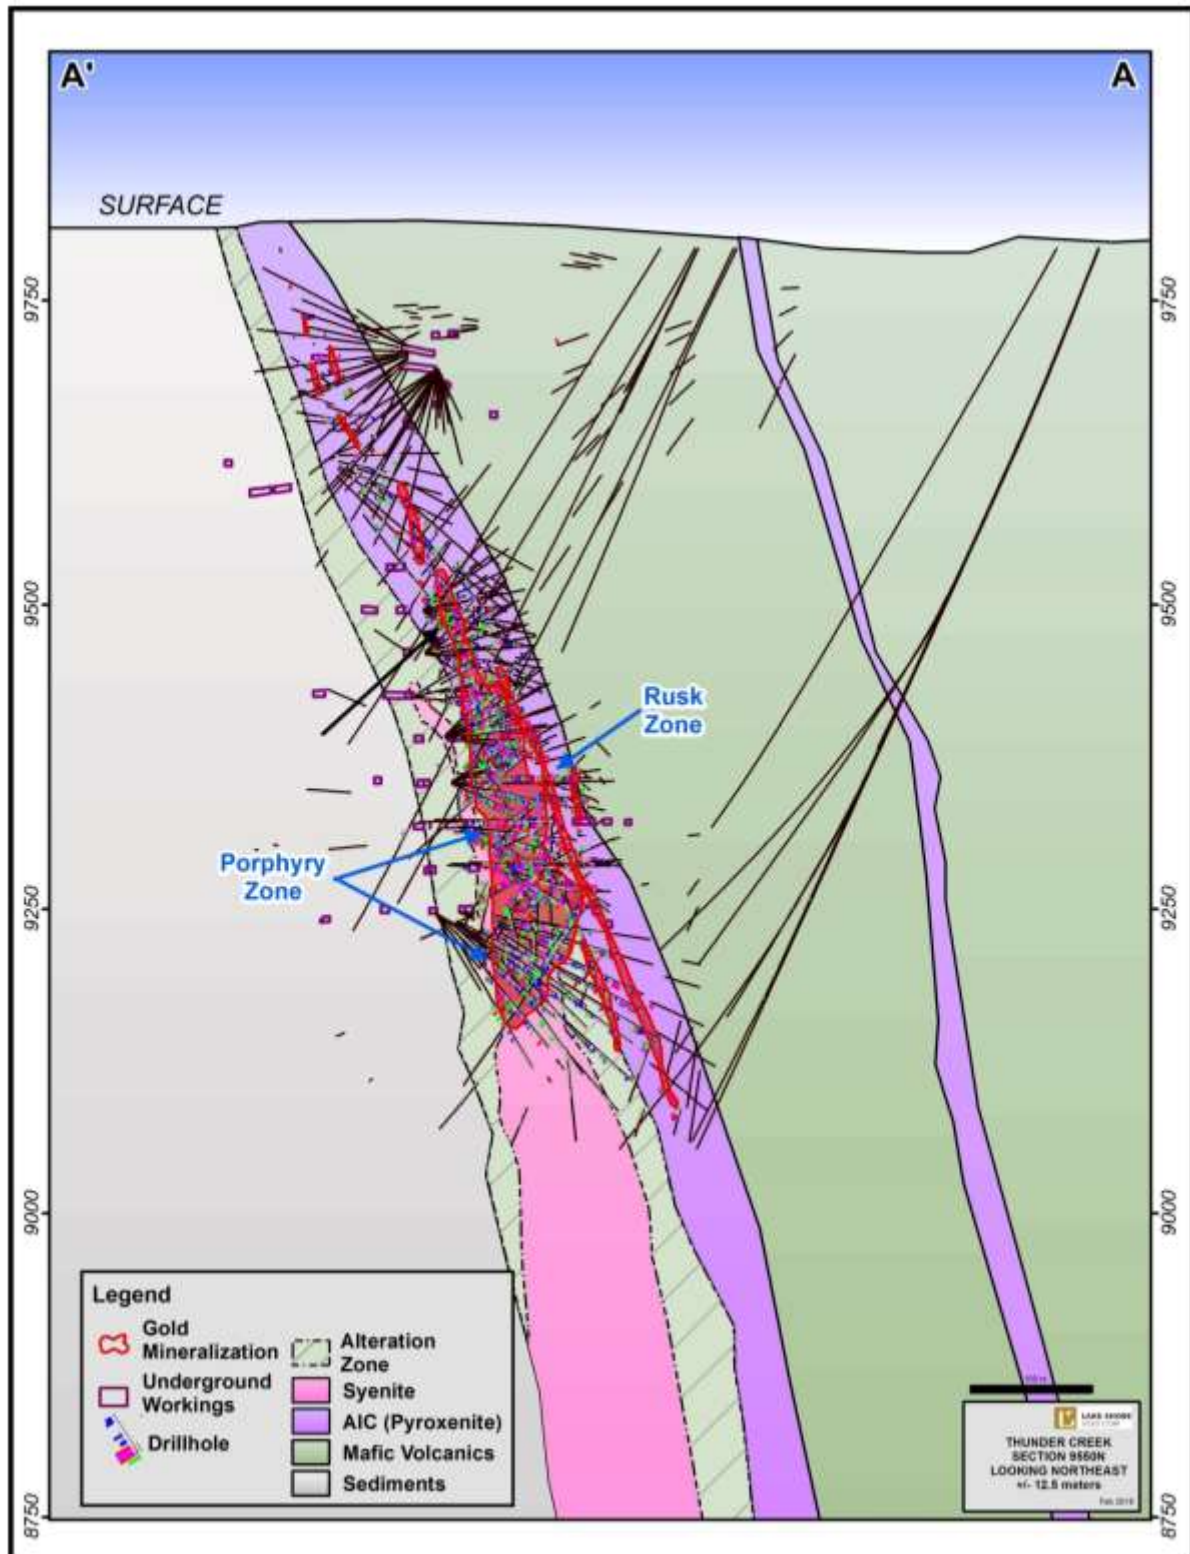 A'
A
SURFACE
9750
9750
9500
9500
Rusk
Zone
Porphyry
Zone
9250
9250
9000
9000
Legend
Gold
Mineralization
Underground
Workings
Drillhole
Alteration
Zone
Syenite
AIC (Pyroxenite)
Mafic Volcanics
Sediments
LAKE SHORE
THUNDER CREEK
SECTION 9550N
LOOKING NORTHEAST
+/- 12.5 meters
8750
8750